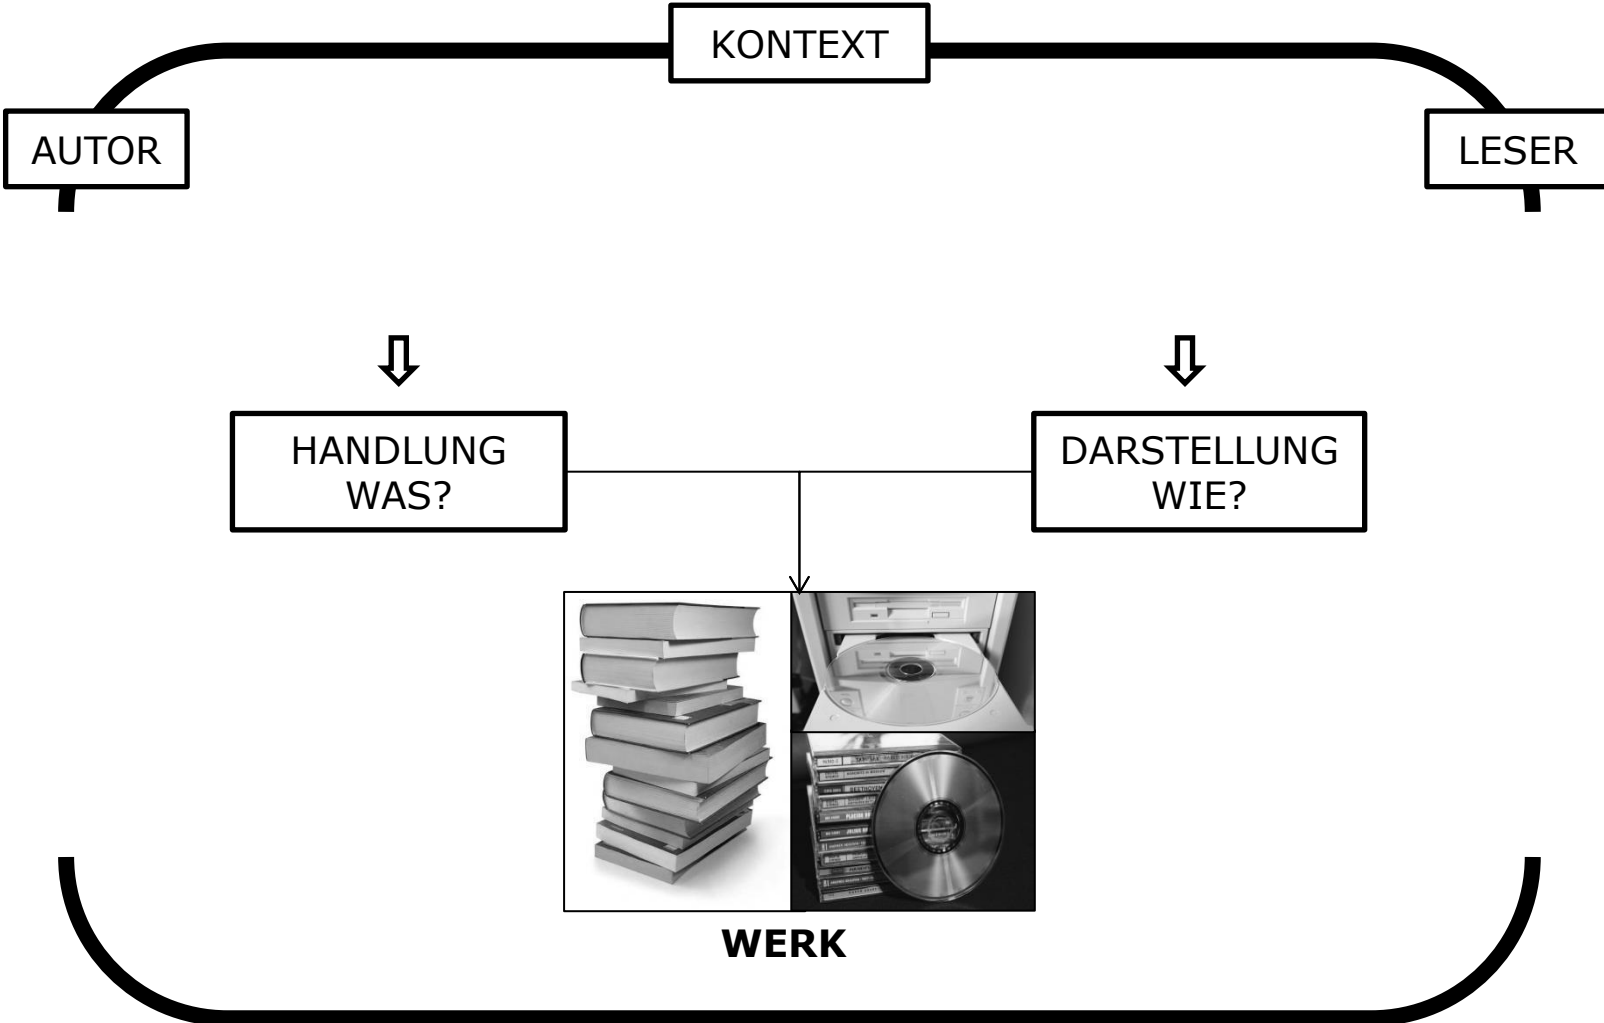 KONTEXT
AUTOR
LESER
HANDLUNG
WAS?
DARSTELLUNG
WIE?
WERK